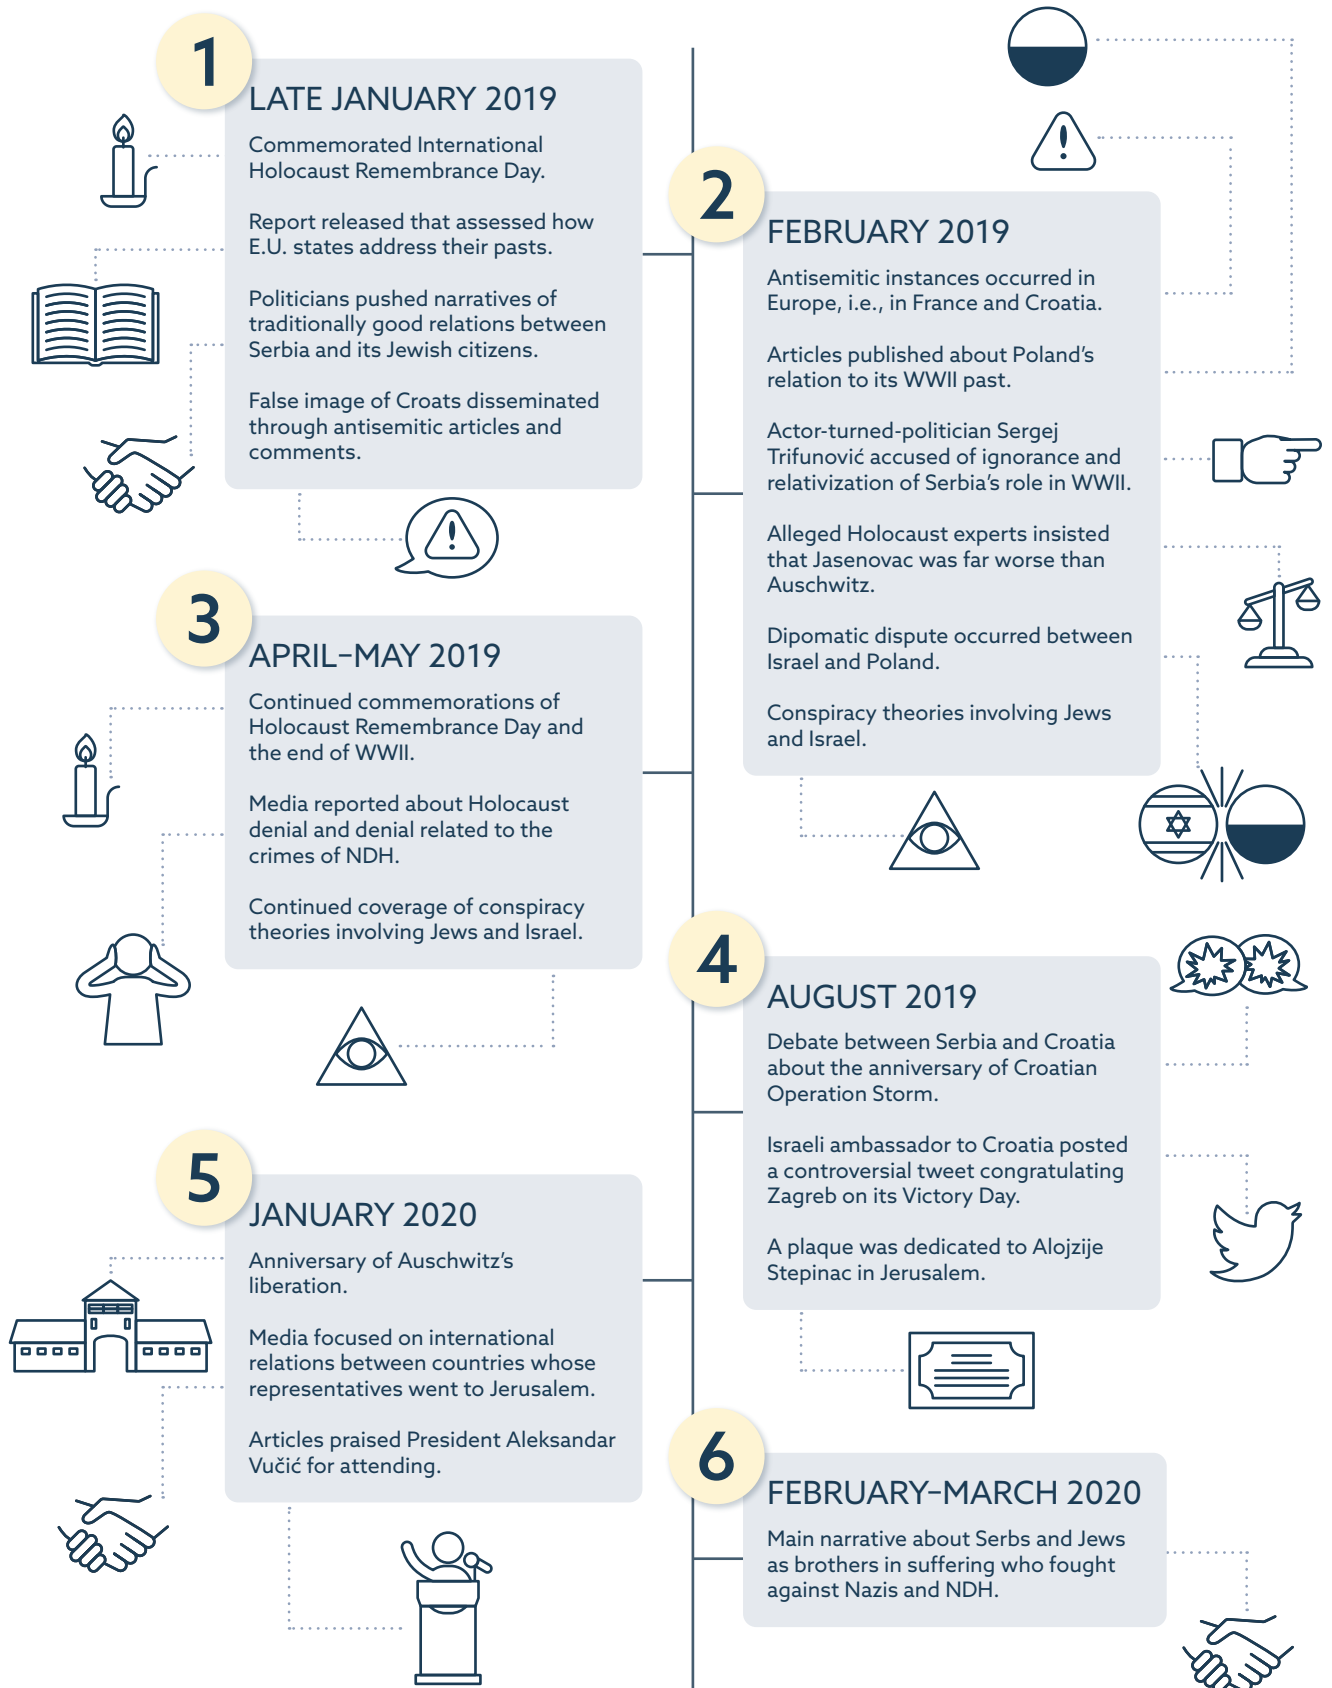 1
LATE JANUARY 2019
Commemorated International
Holocaust Remembrance Day.
Report released that assessed how
E.U. states address their pasts.
Politicians pushed narratives of
traditionally good relations between
Serbia and its Jewish citizens.
False image of Croats disseminated
through antisemitic articles and
comments.
2
FEBRUARY 2019
Antisemitic instances occurred in
Europe, i.e., in France and Croatia.
Articles published about Poland's
relation to its WWII past.
Actor-turned-politician Sergej
Trifunović accused of ignorance and
relativization of Serbia's role in WWII.
Alleged Holocaust experts insisted
that Jasenovac was far worse than
Auschwitz.
Dipomatic dispute occurred between
Israel and Poland.
Conspiracy theories involving Jews
and Israel.
3
APRIL–MAY 2019
Continued commemorations of
Holocaust Remembrance Day and
the end of WWII.
Media reported about Holocaust
denial and denial related to the
crimes of NDH.
Continued coverage of conspiracy
theories involving Jews and Israel.
4
AUGUST 2019
Debate between Serbia and Croatia
about the anniversary of Croatian
Operation Storm.
Israeli ambassador to Croatia posted
a controversial tweet congratulating
Zagreb on its Victory Day.
A plaque was dedicated to Alojzije
Stepinac in Jerusalem.
5
JANUARY 2020
Anniversary of Auschwitz's
liberation.
Media focused on international
relations between countries whose
representatives went to Jerusalem.
Articles praised President Aleksandar
Vučić for attending.
6
FEBRUARY–MARCH 2020
Main narrative about Serbs and Jews
as brothers in suffering who fought
against Nazis and NDH.